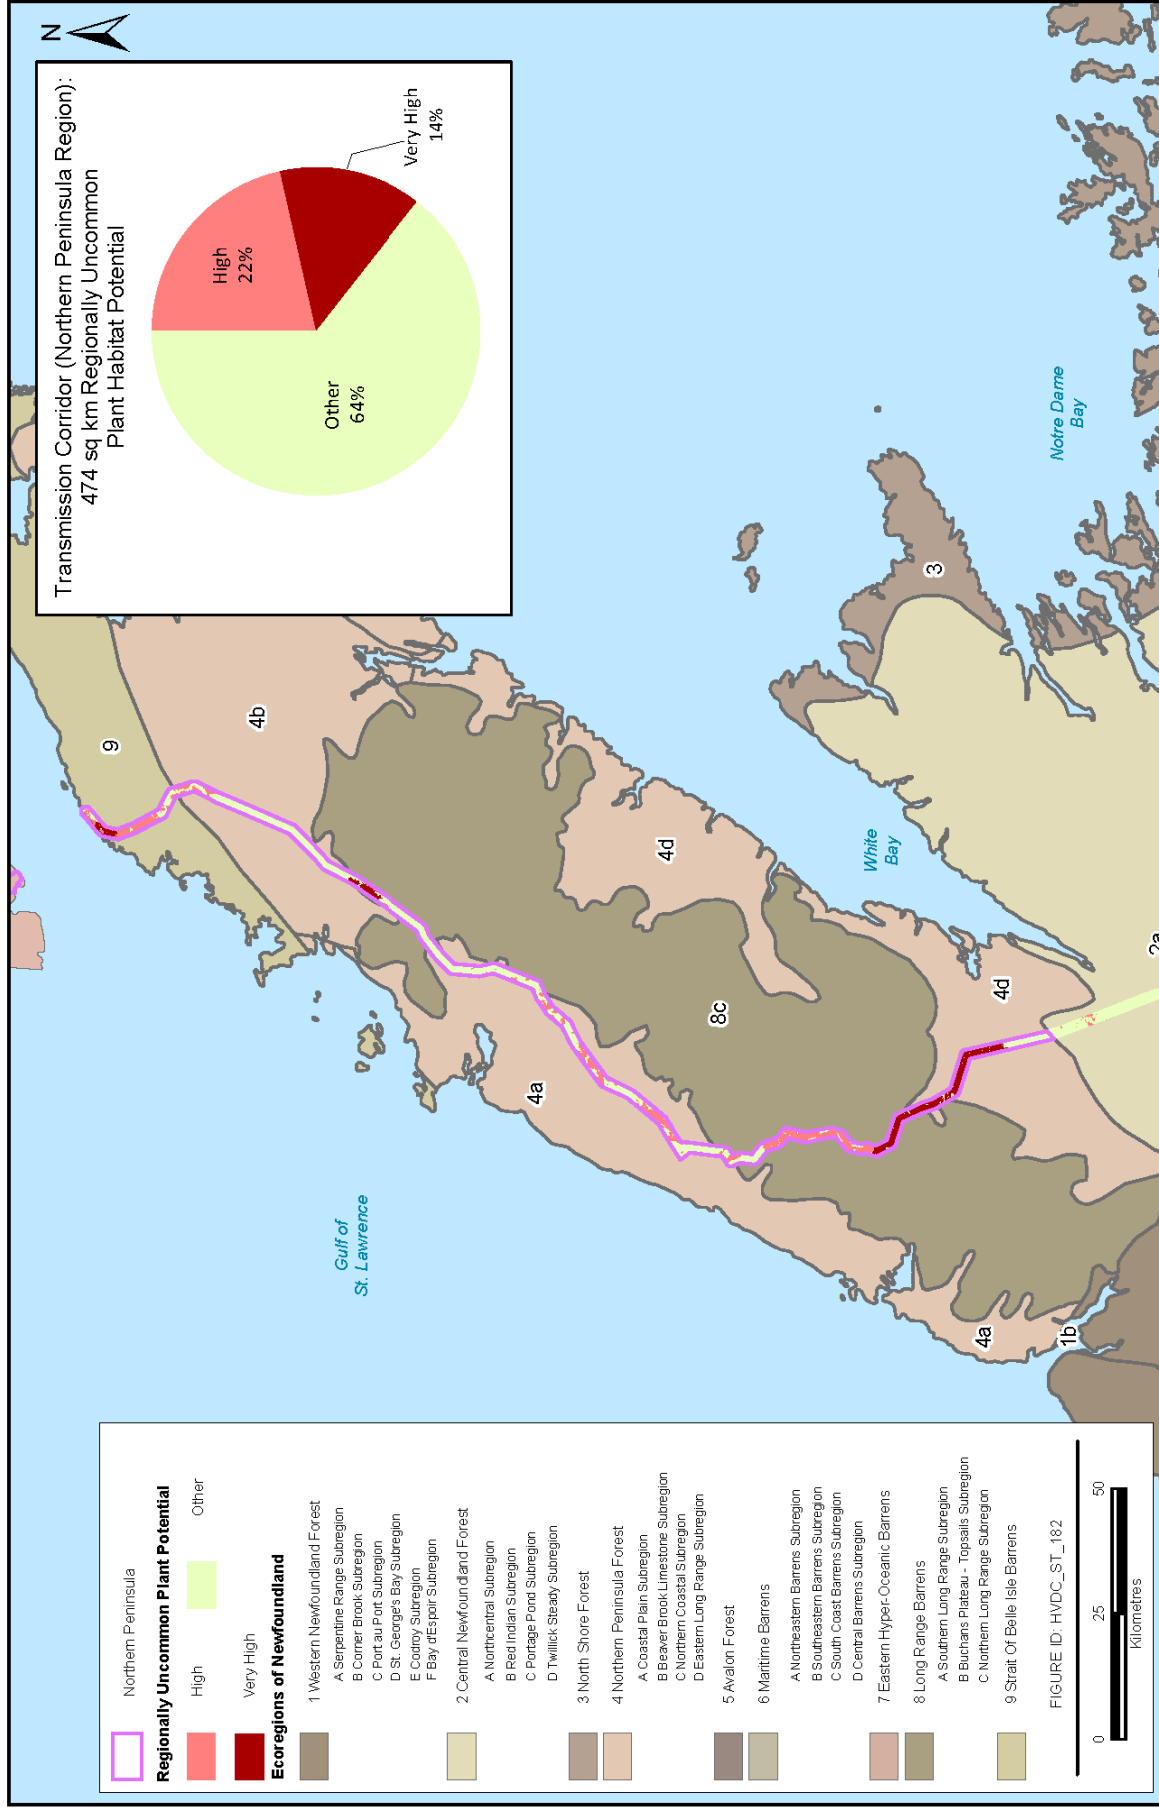 N
Transmission Corridor (Northern Peninsula Region):
474 sq km Regionally Uncommon
Plant Habitat Potential
High
22%
Very High
14%
Other
64%
9
4b
4d
4a
8c
4d
4a
1b
3
2a
Gulf of
St. Lawrence
White
Bay
Notre Dame
Bay
Northern Peninsula
Regionally Uncommon Plant Potential
High
Other
Very High
Ecoregions of Newfoundland
1 Western Newfoundland Forest
A Serpentine Range Subregion
B Corner Brook Subregion
C Port au Port Subregion
D St. George's Bay Subregion
E Codroy Subregion
F Bay d'Espoir Subregion
2 Central Newfoundland Forest
A Northcentral Subregion
B Red Indian Subregion
C Portage Pond Subregion
D Twillick Steady Subregion
3 North Shore Forest
4 Northern Peninsula Forest
A Coastal Plain Subregion
B Beaver Brook Limestone Subregion
C Northern Coastal Subregion
D Eastern Long Range Subregion
5 Avalon Forest
6 Maritime Barrens
A Northeastern Barrens Subregion
B Southeastern Barrens Subregion
C South Coast Barrens Subregion
D Central Barrens Subregion
7 Eastern Hyper-Oceanic Barrens
8 Long Range Barrens
A Southern Long Range Subregion
B Buchans Plateau - Topsails Subregion
C Northern Long Range Subregion
9 Strait Of Belle Isle Barrens
FIGURE ID: HVDC_ST_182
0
25
50
Kilometres